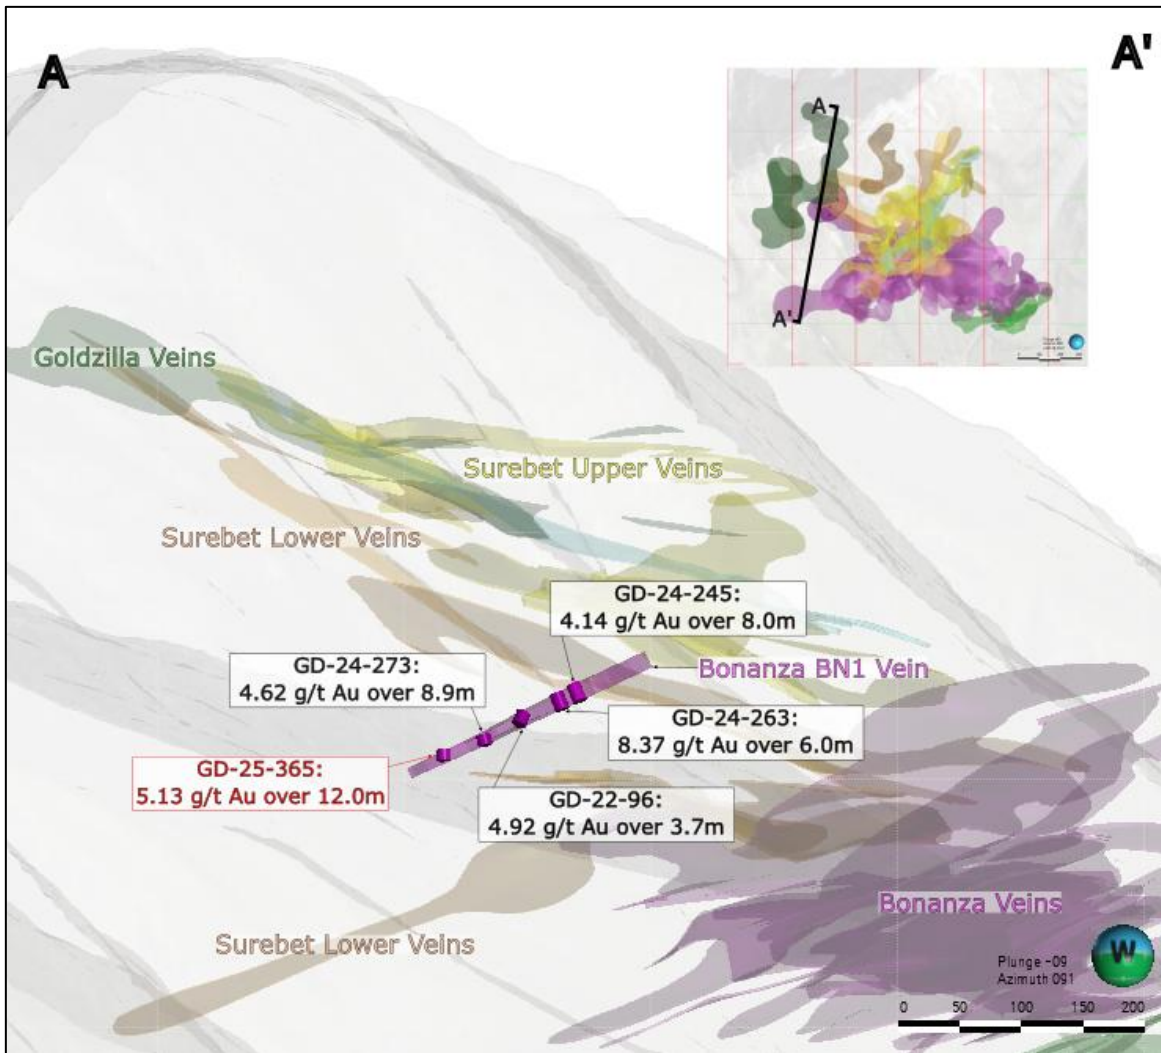 A
A'
A
A'
Goldzilla Veins
Surebet Upper Veins
Surebet Lower Veins
GD-24-245:
4.14 g/t Au over 8.0m
GD-24-273:
4.62 g/t Au over 8.9m
Bonanza BN1 Vein
GD-24-263:
8.37 g/t Au over 6.0m
GD-25-365:
5.13 g/t Au over 12.0m
GD-22-96:
4.92 g/t Au over 3.7m
Bonanza Veins
Surebet Lower Veins
W
Plunge -09
Azimuth 091
0 50 100 150 200